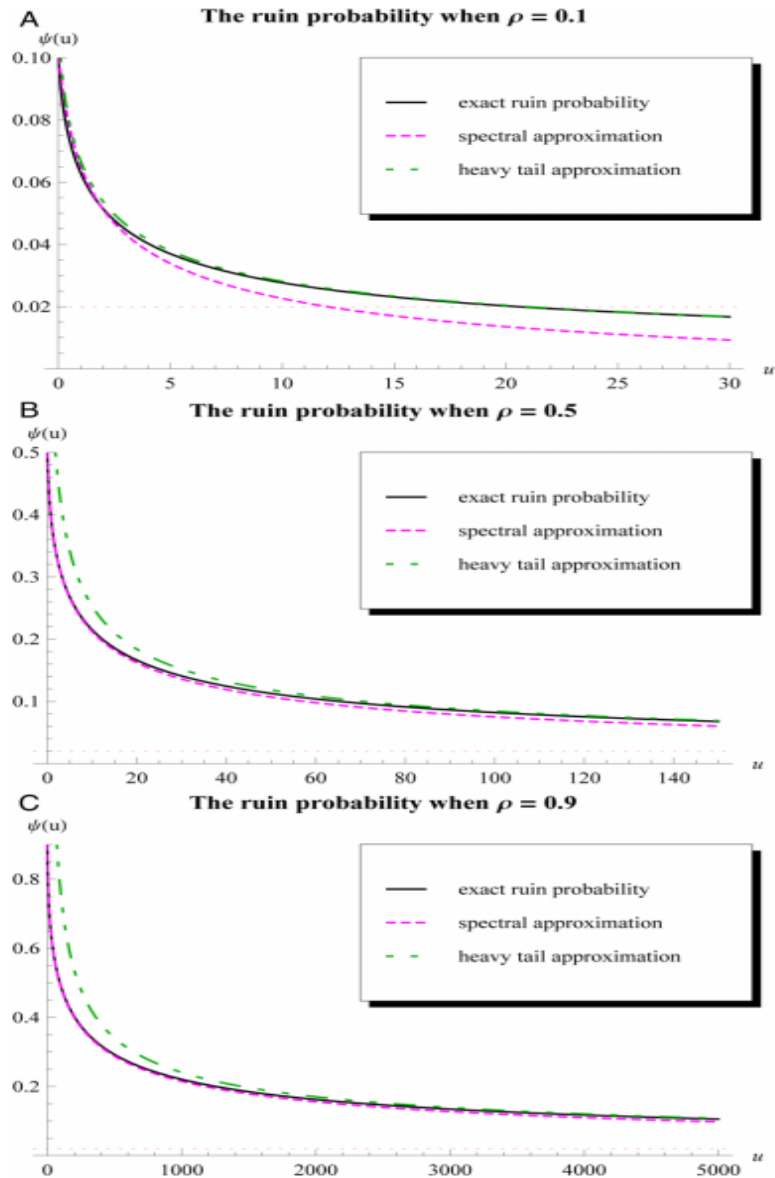 A
The ruin probability when ρ = 0.1
ψ(u)
0.10
0.08
0.06
0.04
0.02
exact ruin probability
spectral approximation
heavy tail approximation
0 5 10 15 20 25 30 u
B
The ruin probability when ρ = 0.5
ψ(u)
0.5
0.4
0.3
0.2
0.1
exact ruin probability
spectral approximation
heavy tail approximation
0 20 40 60 80 100 120 140 u
C
The ruin probability when ρ = 0.9
ψ(u)
0.8
0.6
0.4
0.2
exact ruin probability
spectral approximation
heavy tail approximation
0 1000 2000 3000 4000 5000 u